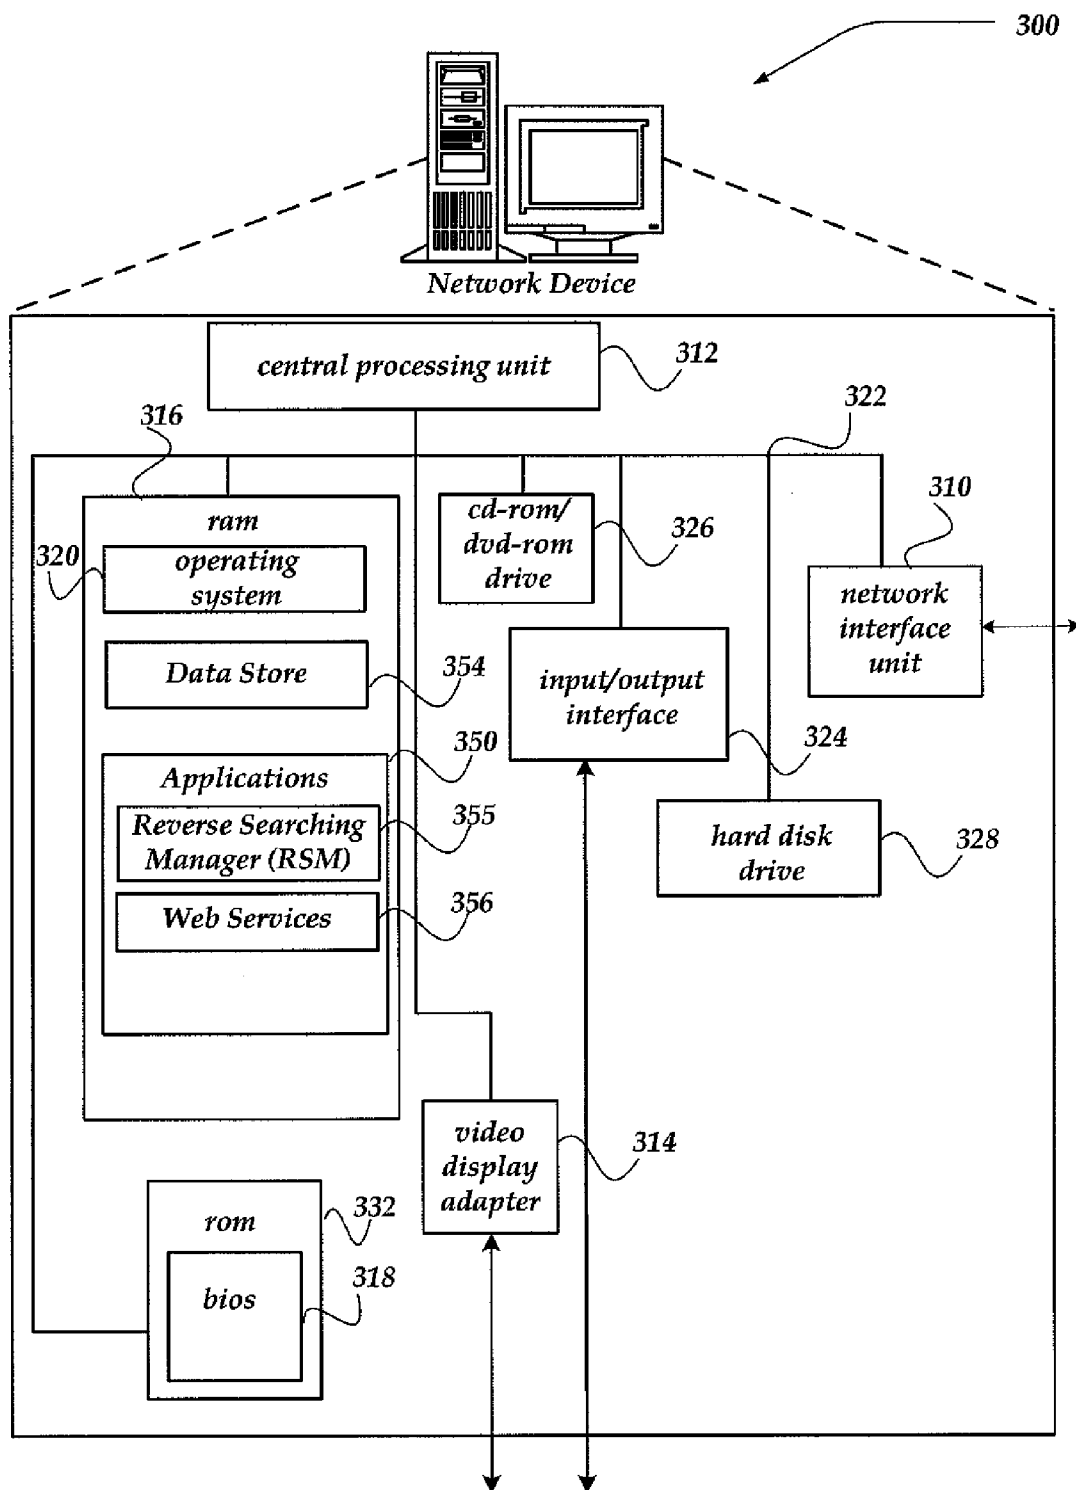 300
Network Device
central processing unit
312
316
322
ram
320
operating
system
cd-rom/
dvd-rom
drive
326
310
network
interface
unit
Data Store
354
input/output
interface
324
350
Applications
Reverse Searching
Manager (RSM)
355
Web Services
356
hard disk
drive
328
video
display
adapter
314
rom
332
bios
318